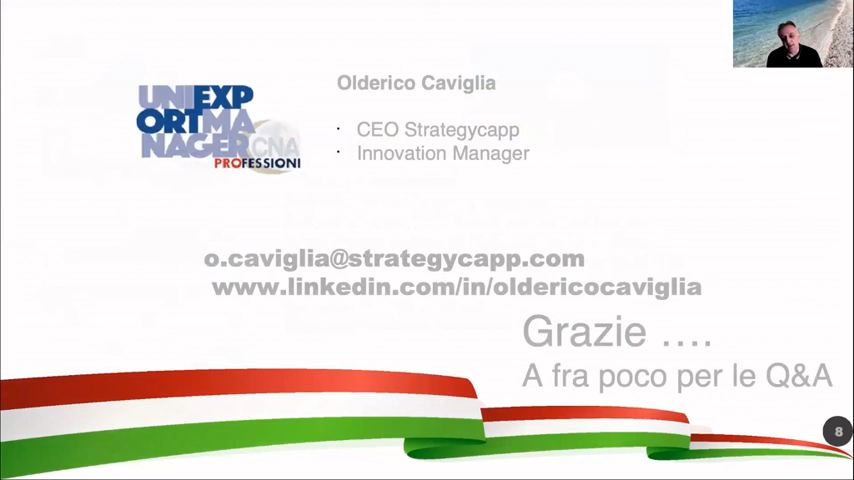 UNIEXP
ORTMA
NAGER CNA
PROFESSIONI
Olderico Caviglia
· CEO Strategycapp
· Innovation Manager
o.caviglia@strategycapp.com
www.linkedin.com/in/oldericocaviglia
Grazie ....
A fra poco per le Q&A
8